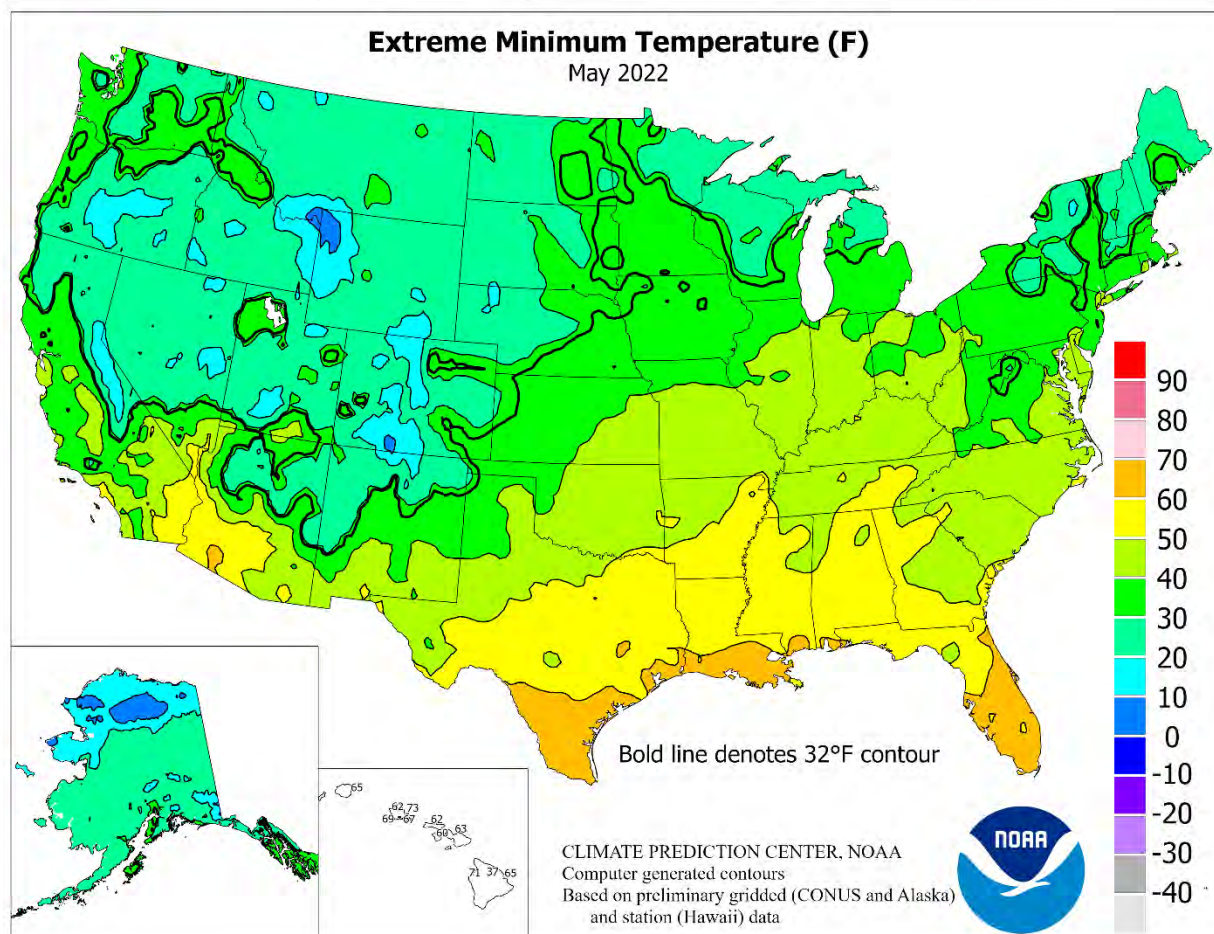 Extreme Minimum Temperature (F)
May 2022
90
80
70
60
50
40
30
20
10
0
-10
-20
-30
-40
Bold line denotes 32°F contour
65
62 73
69 67
62
60 63
71 37 65
CLIMATE PREDICTION CENTER, NOAA
Computer generated contours
Based on preliminary gridded (CONUS and Alaska)
and station (Hawaii) data
NOAA